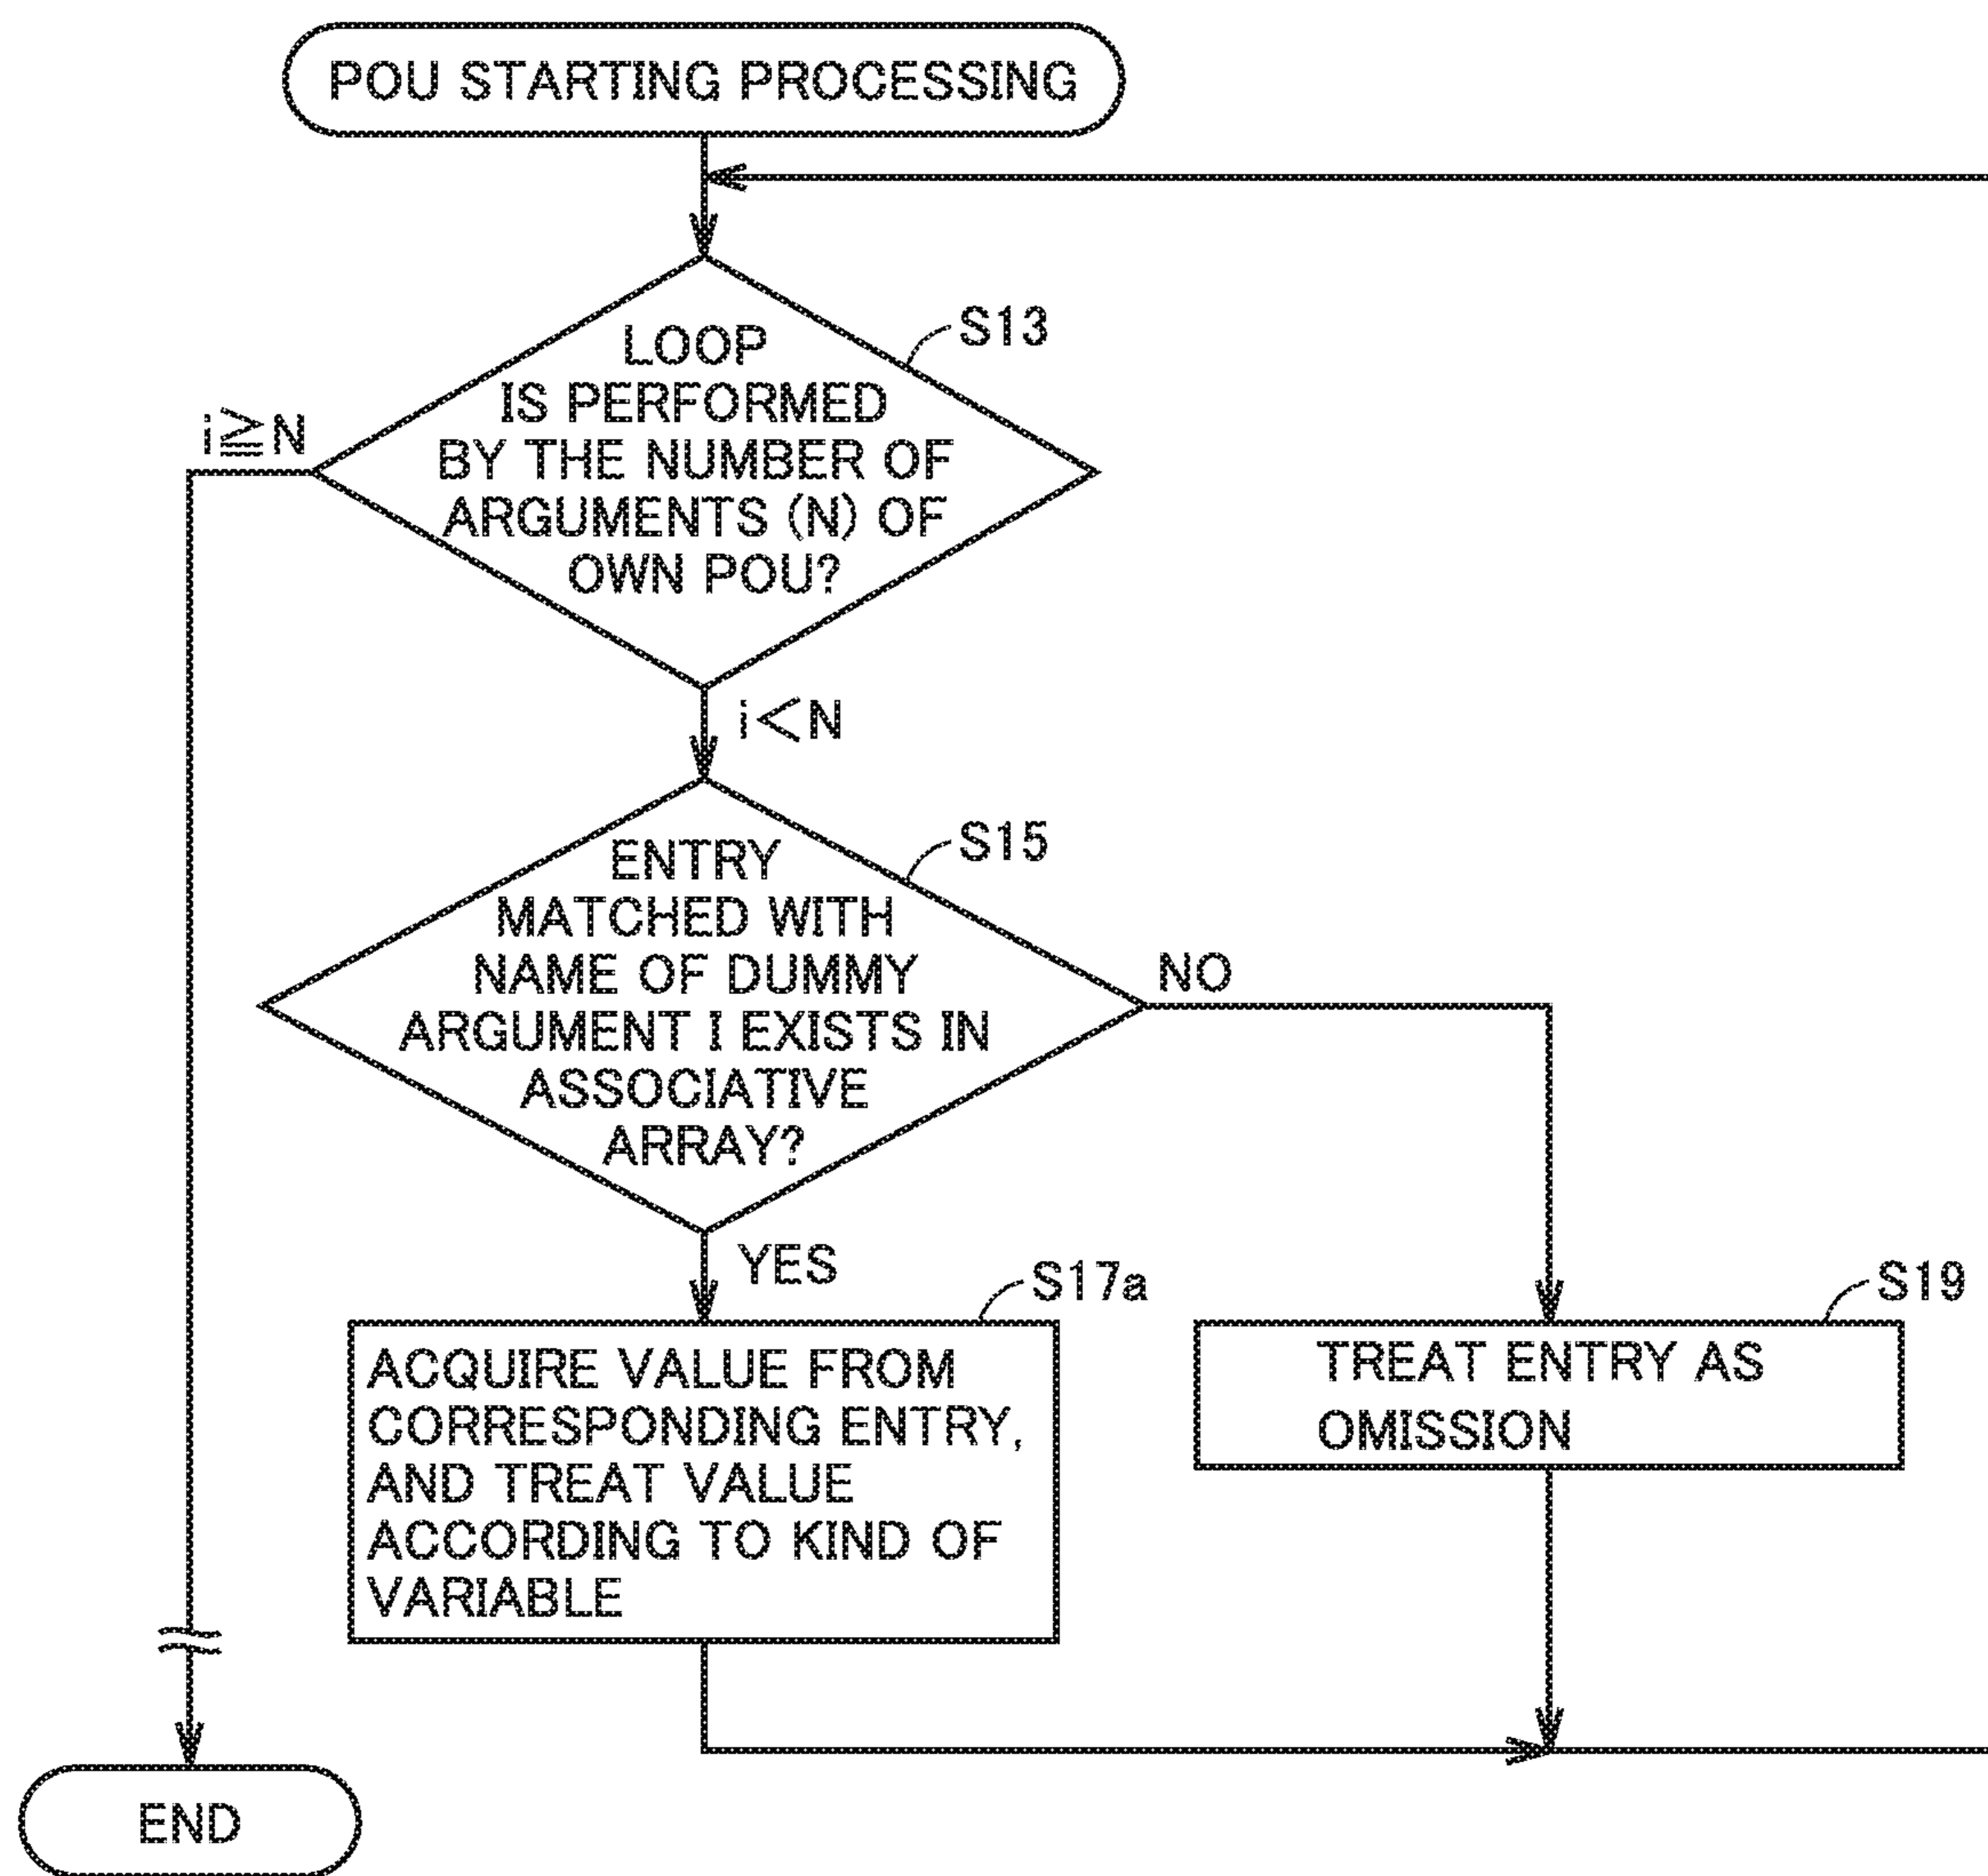 POU STARTING PROCESSING
S13
LOOP
IS PERFORMED
BY THE NUMBER OF
ARGUMENTS (N) OF
OWN POU?
i≧N
i<N
S15
ENTRY
MATCHED WITH
NAME OF DUMMY
ARGUMENT I EXISTS IN
ASSOCIATIVE
ARRAY?
NO
YES
S17a
ACQUIRE VALUE FROM
CORRESPONDING ENTRY,
AND TREAT VALUE
ACCORDING TO KIND OF
VARIABLE
S19
TREAT ENTRY AS
OMISSION
END